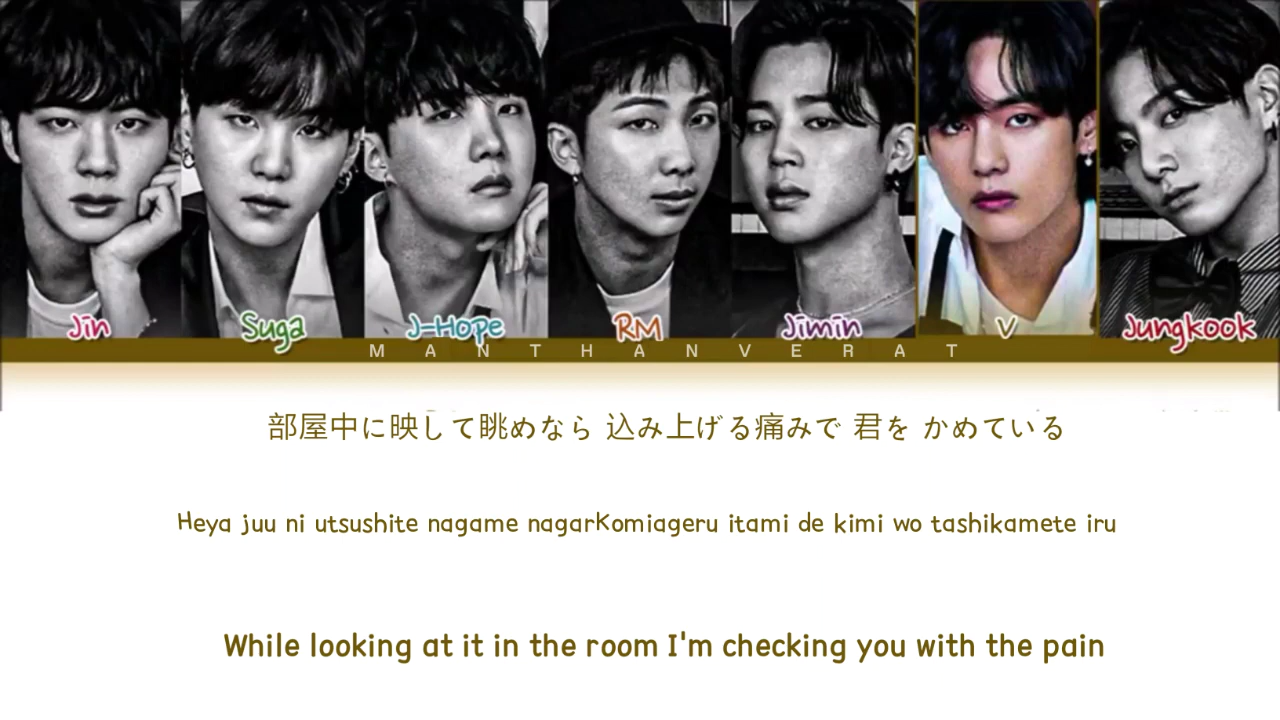 Jin Suga J-Hope RM Jimin V Jungkook
MANTHANVERAT
部屋中に映して眺めなら 込み上げる痛みで 君を かめている
Heya juu ni utsushite nagame nagarKomiageru itami de kimi wo tashikamete iru
While looking at it in the room I'm checking you with the pain